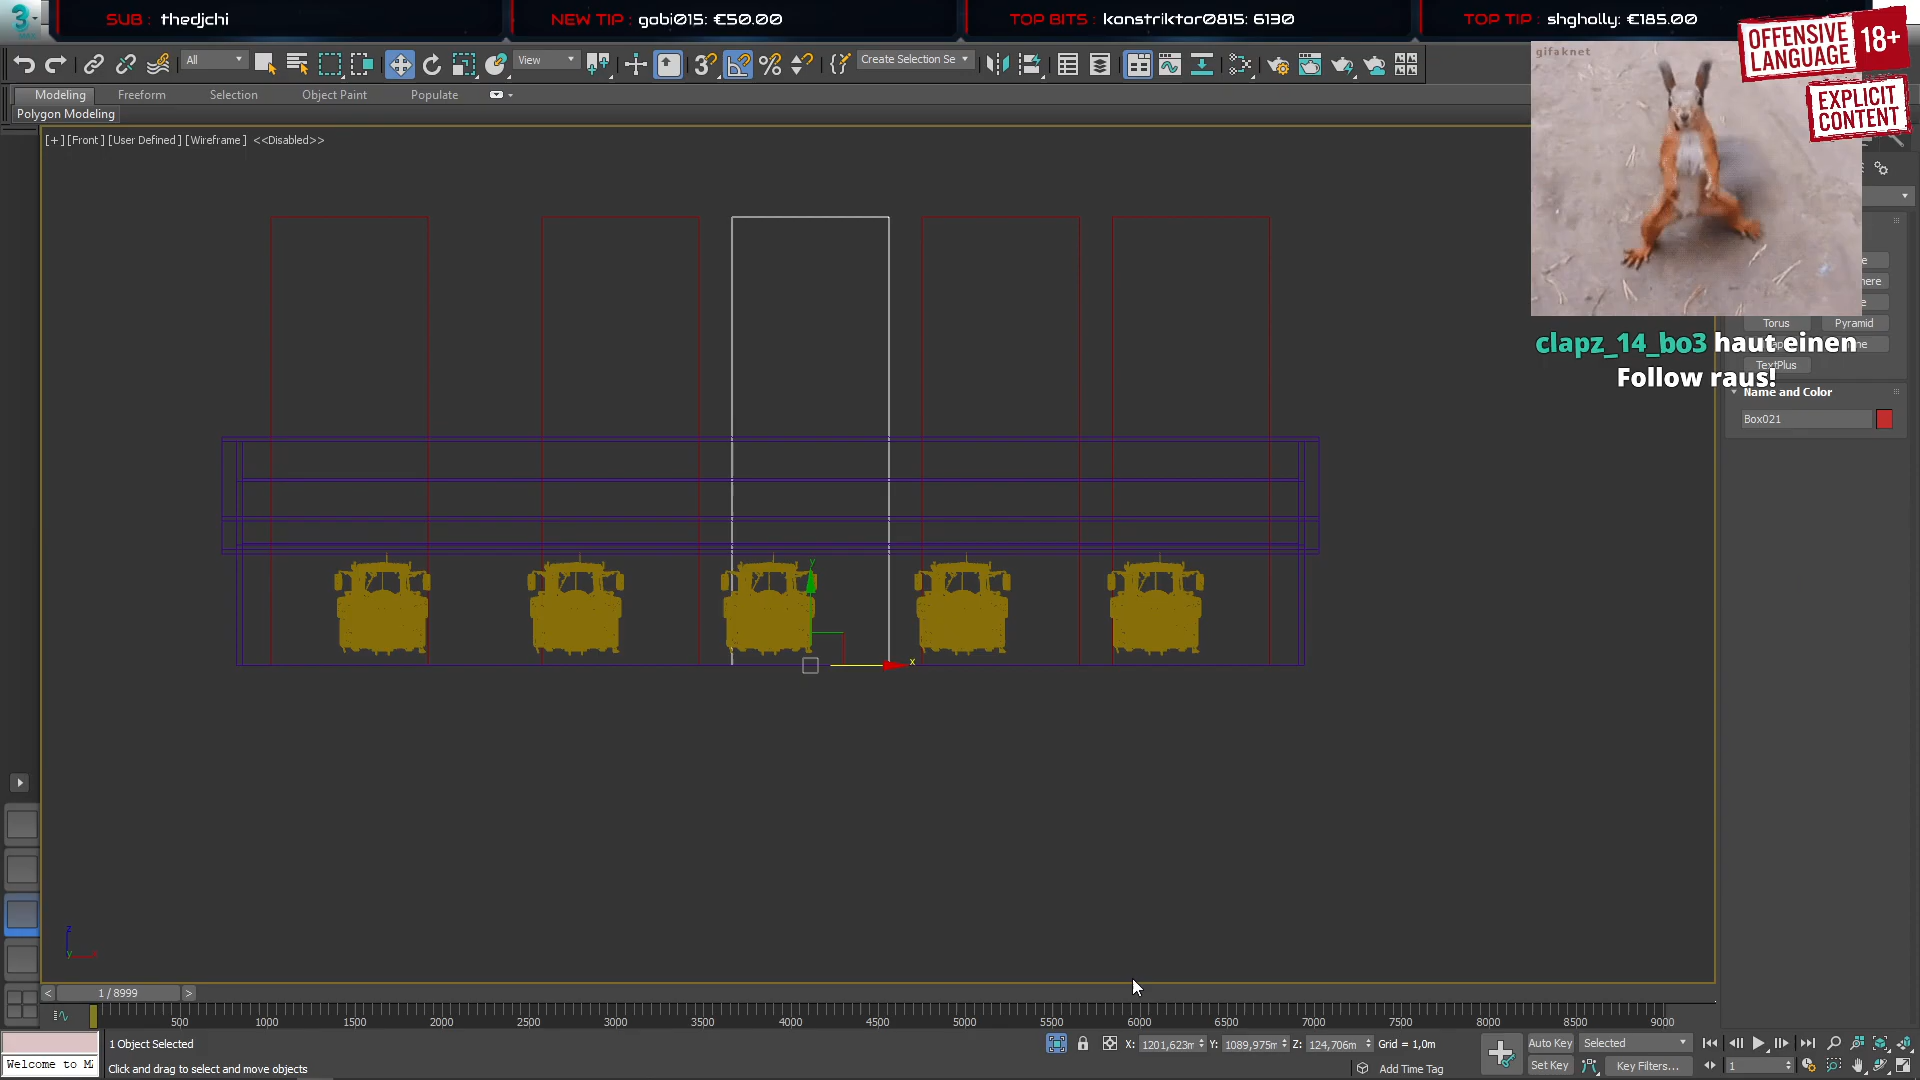 SUB : thedjchi
NEW TIP : gobi015: €50.00
TOP BITS : konstriktor0815: 6130
TOP TIP : shgholly: €185.00
OFFENSIVE LANGUAGE 18+
EXPLICIT CONTENT
gifaknet
All
View
Create Selection Se
Modeling
Freeform
Selection
Object Paint
Populate
Polygon Modeling
[+] [Front ] [User Defined ] [Wireframe ] <<Disabled>>
Torus
Pyramid
TextPlus
clapz_14_bo3 haut einen
Follow raus!
Name and Color
Box021
y
x
z
y
< 1 / 8999 >
500 1000 1500 2000 2500 3000 3500 4000 4500 5000 5500 6000 6500 7000 7500 8000 8500 9000
1 Object Selected
X: 1201,623m Y: 1089,975m Z: 124,706m Grid = 1,0m
Auto Key
Selected
Welcome to M
Click and drag to select and move objects
Add Time Tag
Set Key
Key Filters...
1